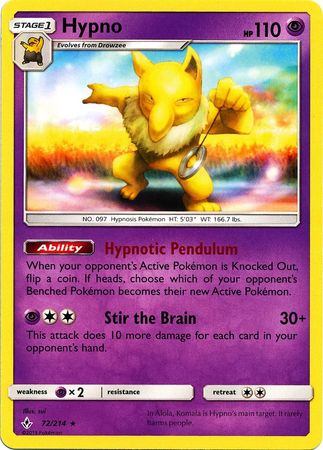 STAGE 1 Hypno HP 110
Evolves from Drowzee
NO. 097 Hypnosis Pokémon HT: 5'03" WT: 166.7 lbs.
Ability Hypnotic Pendulum
When your opponent's Active Pokémon is Knocked Out,
flip a coin. If heads, choose which of your opponent's
Benched Pokémon becomes their new Active Pokémon.
Stir the Brain 30+
This attack does 10 more damage for each card in your
opponent's hand.
weakness × 2 resistance retreat
Illus. sui
72/214 ★
©2019 Pokémon
In Alola, Komala is Hypno's main target. It rarely
harms people.